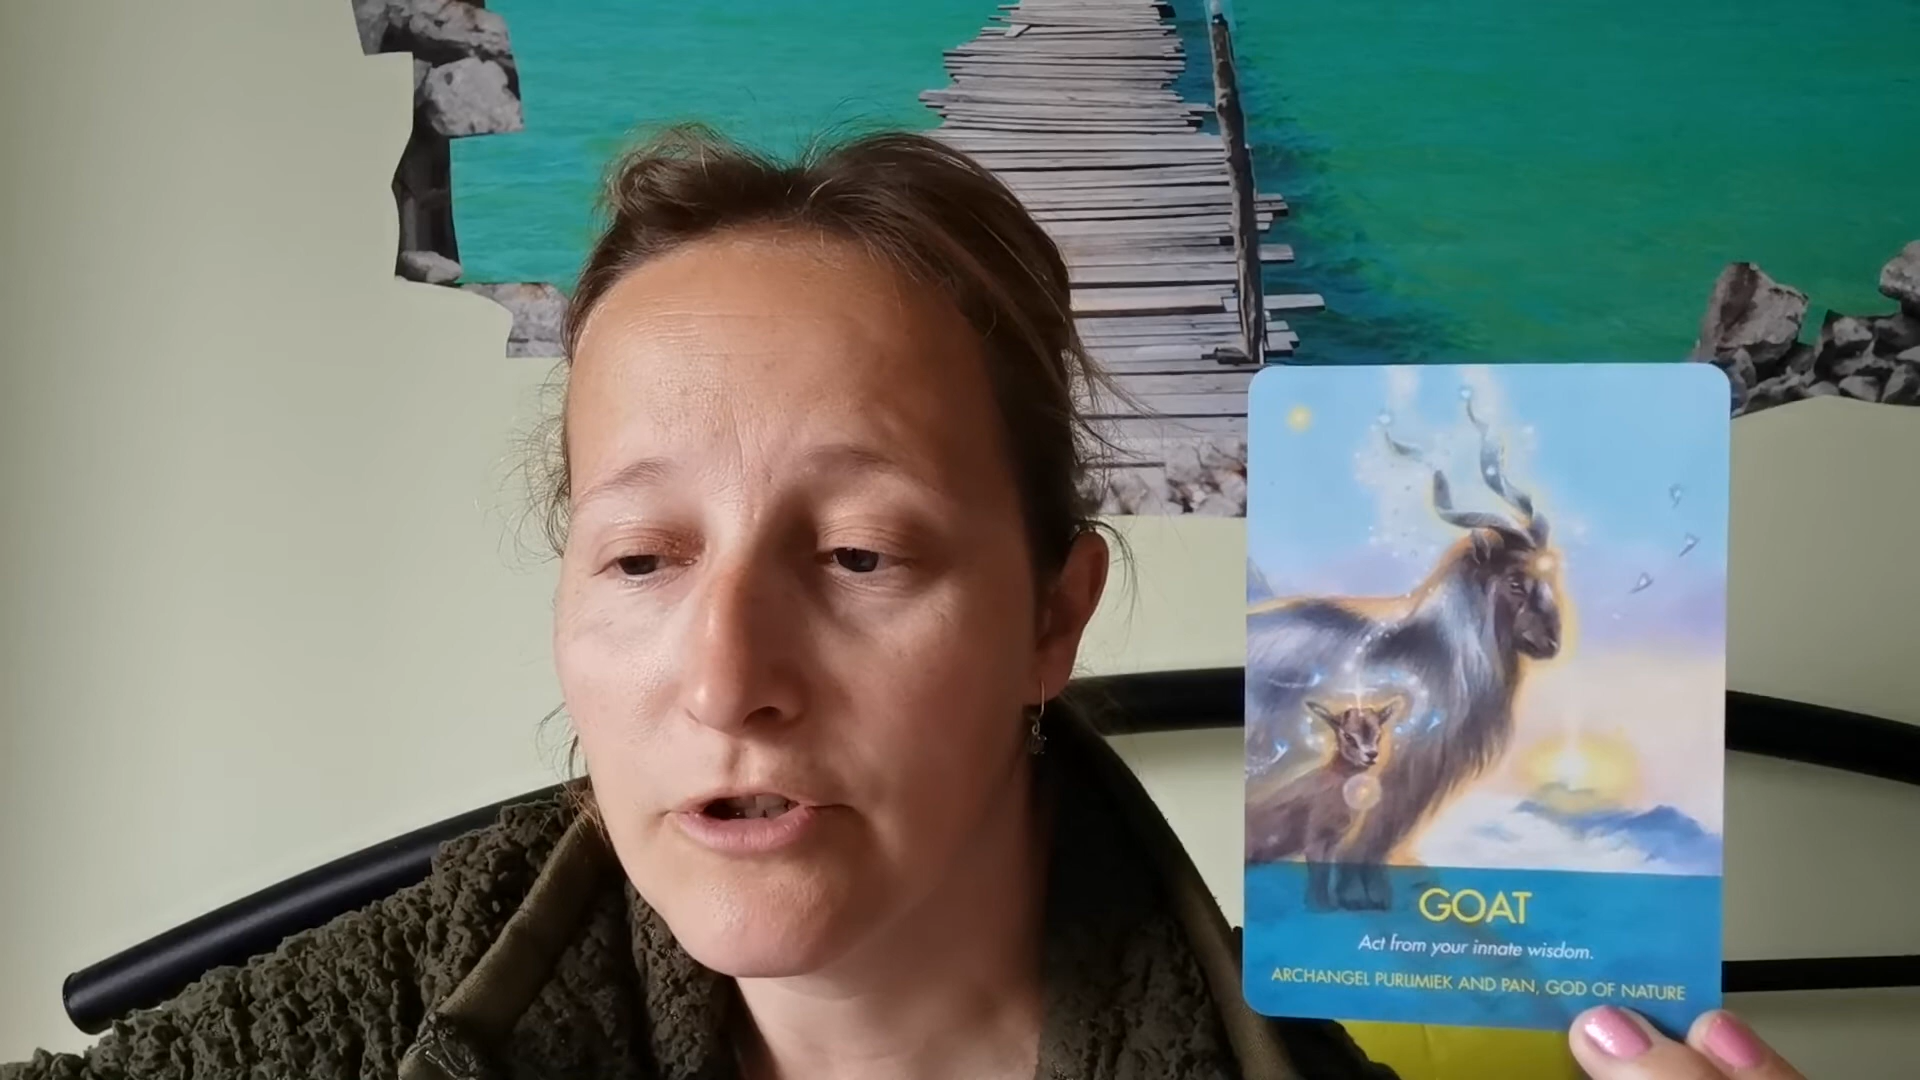 GOAT
Act from your innate wisdom.
ARCHANGEL PURLIMIEK AND PAN, GOD OF NATURE